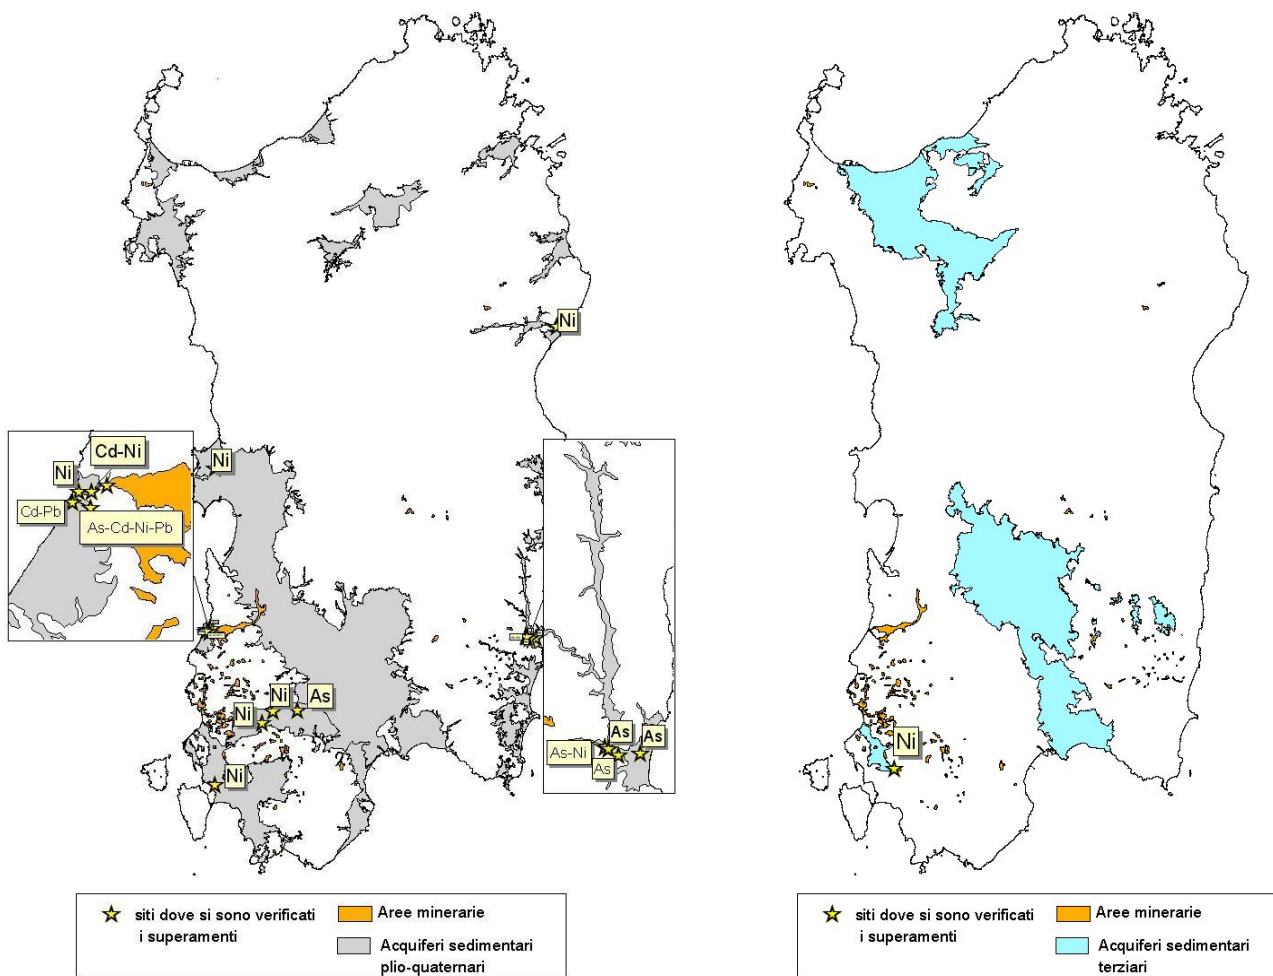 Ni
Cd-Ni
Ni
Ni
Cd-Pb
As-Cd-Ni-Pb
Ni
As
Ni
Ni
As
As
As-Ni
As
Ni
siti dove si sono verificati
i superamenti
Aree minerarie
Acquiferi sedimentari
plio-quaternari
siti dove si sono verificati
i superamenti
Aree minerarie
Acquiferi sedimentari
terziari